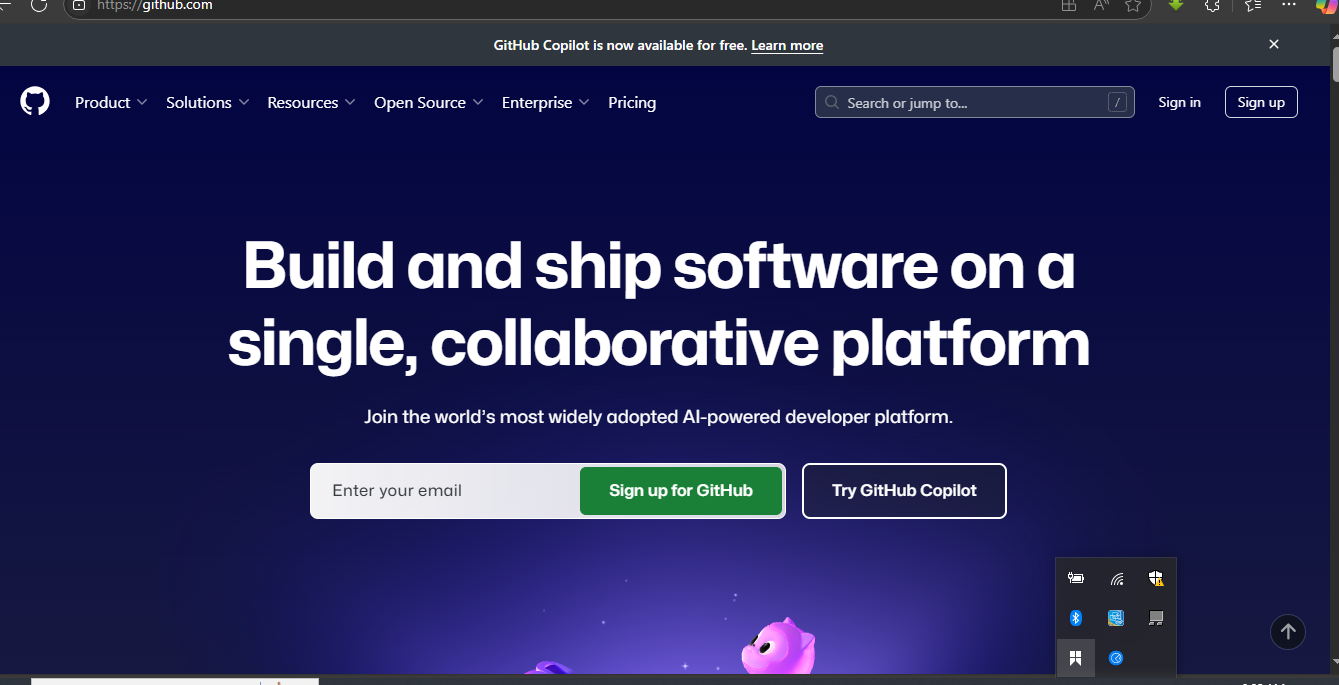 https://github.com
GitHub Copilot is now available for free. Learn more
Product Solutions Resources Open Source Enterprise Pricing Search or jump to... / Sign in Sign up
Build and ship software on a
single, collaborative platform
Join the world's most widely adopted AI-powered developer platform.
Enter your email Sign up for GitHub Try GitHub Copilot